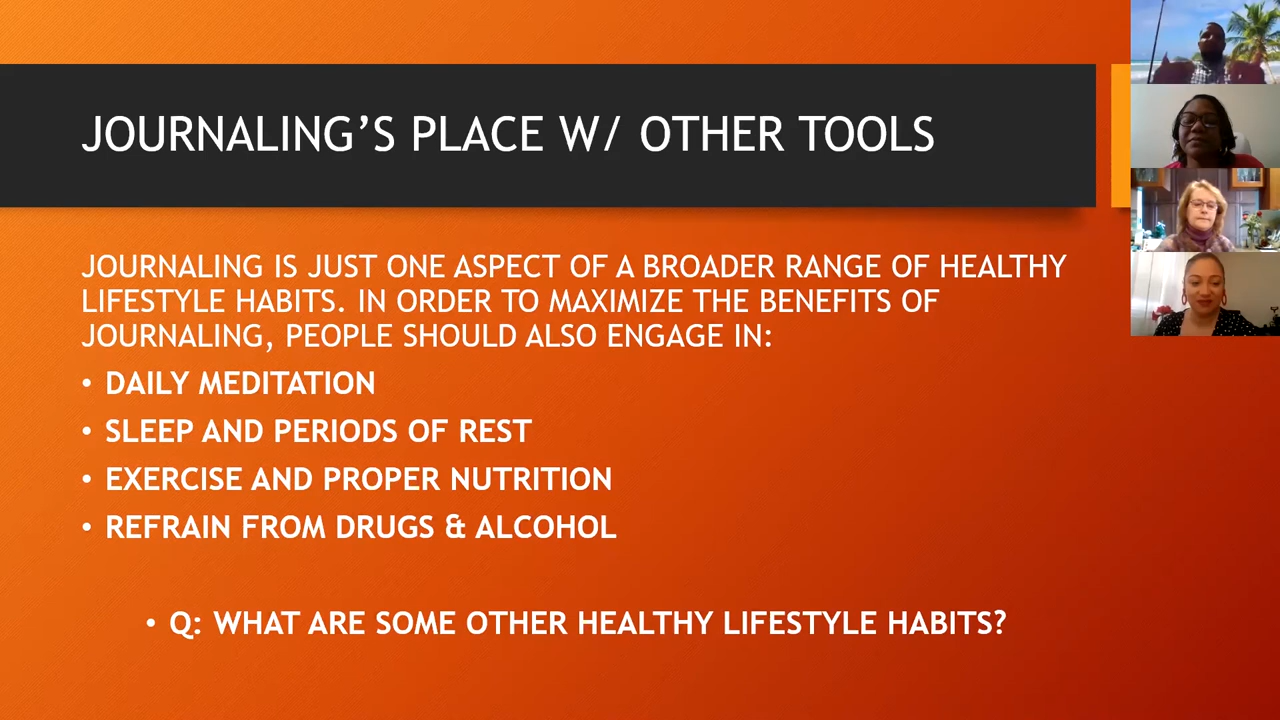 JOURNALING’S PLACE W/ OTHER TOOLS
JOURNALING IS JUST ONE ASPECT OF A BROADER RANGE OF HEALTHY
LIFESTYLE HABITS. IN ORDER TO MAXIMIZE THE BENEFITS OF
JOURNALING, PEOPLE SHOULD ALSO ENGAGE IN:
• DAILY MEDITATION
• SLEEP AND PERIODS OF REST
• EXERCISE AND PROPER NUTRITION
• REFRAIN FROM DRUGS & ALCOHOL
• Q: WHAT ARE SOME OTHER HEALTHY LIFESTYLE HABITS?